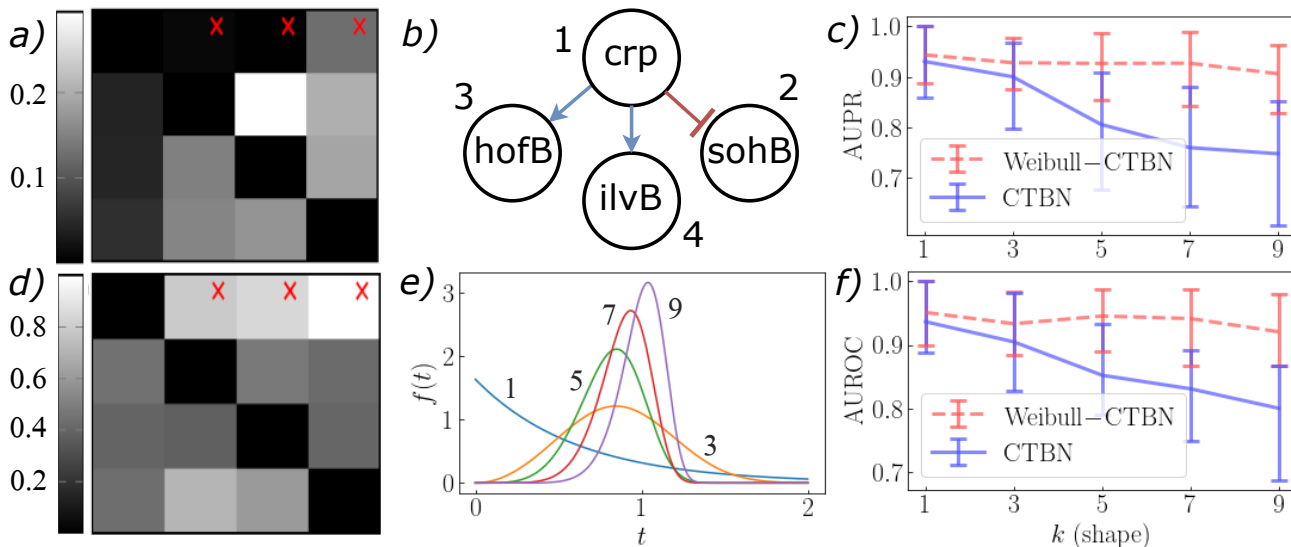 a)
0.2
0.1
x x x
b)
1
crp
3
hofB
2
sohB
ilvB
4
c)
AUPR
1.0
0.9
0.8
0.7
Weibull−CTBN
CTBN
1 3 5 7 9
d)
0.8
0.6
0.4
0.2
x x x
e)
f(t)
3
2
1
0
1
5
7
9
3
0 1 2
t
f)
AUROC
1.0
0.9
0.8
0.7
Weibull−CTBN
CTBN
1 3 5 7 9
k (shape)